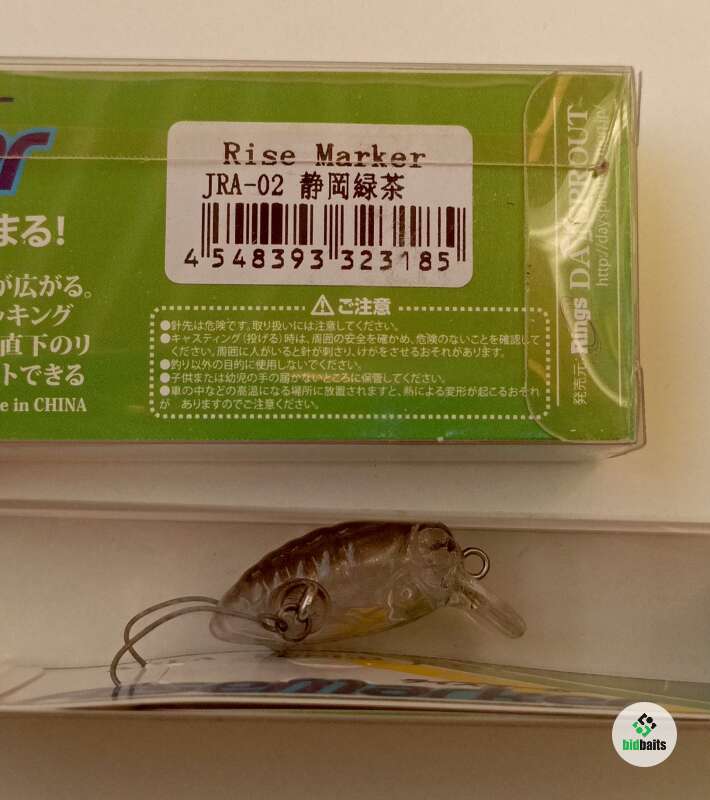 Rise Marker
JRA-02 静岡緑茶
4 548393 323185
まる!
が広がる。
ッキング
直下のリ
トできる
e in CHINA
ご注意
●針先は危険です。取り扱いには注意してください。
●キャスティング(投げる)時は、周囲の安全を確かめ、危険のないことを確認して
ください。周囲に人がいると針が刺さり、けがをさせるおそれがあります。
●釣り以外の目的に使用しないでください。
●子供または幼児の手の届かないところに保管してください。
●車の中などの高温になる場所に放置されますと、熱による変形が起こるおそれ
が ありますのでご注意ください。
発売元 Rings DAYSPROUT
http://daysp
bidbaits